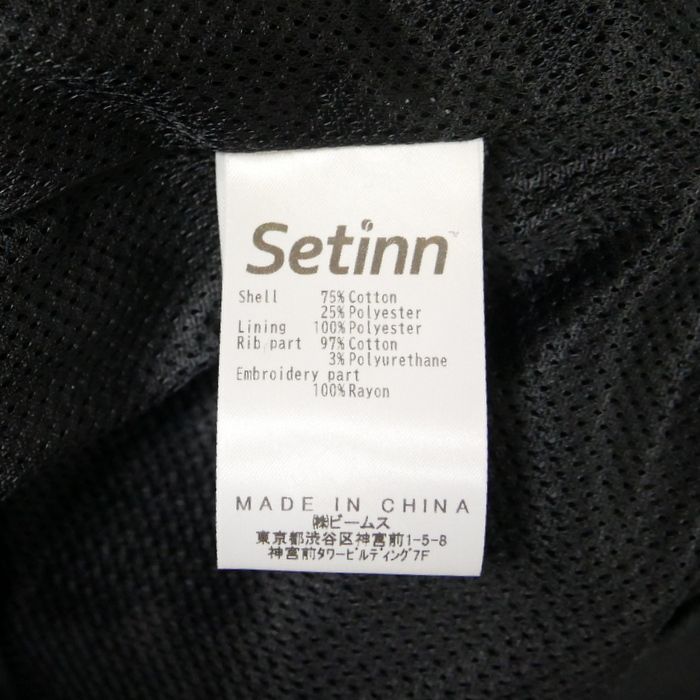 Setinn™
Shell 75% Cotton
25% Polyester
Lining 100% Polyester
Rib part 97% Cotton
3% Polyurethane
Embroidery part
100% Rayon
MADE IN CHINA
㈱ビームス
東京都渋谷区神宮前1-5-8
神宮前タワービルディング7F